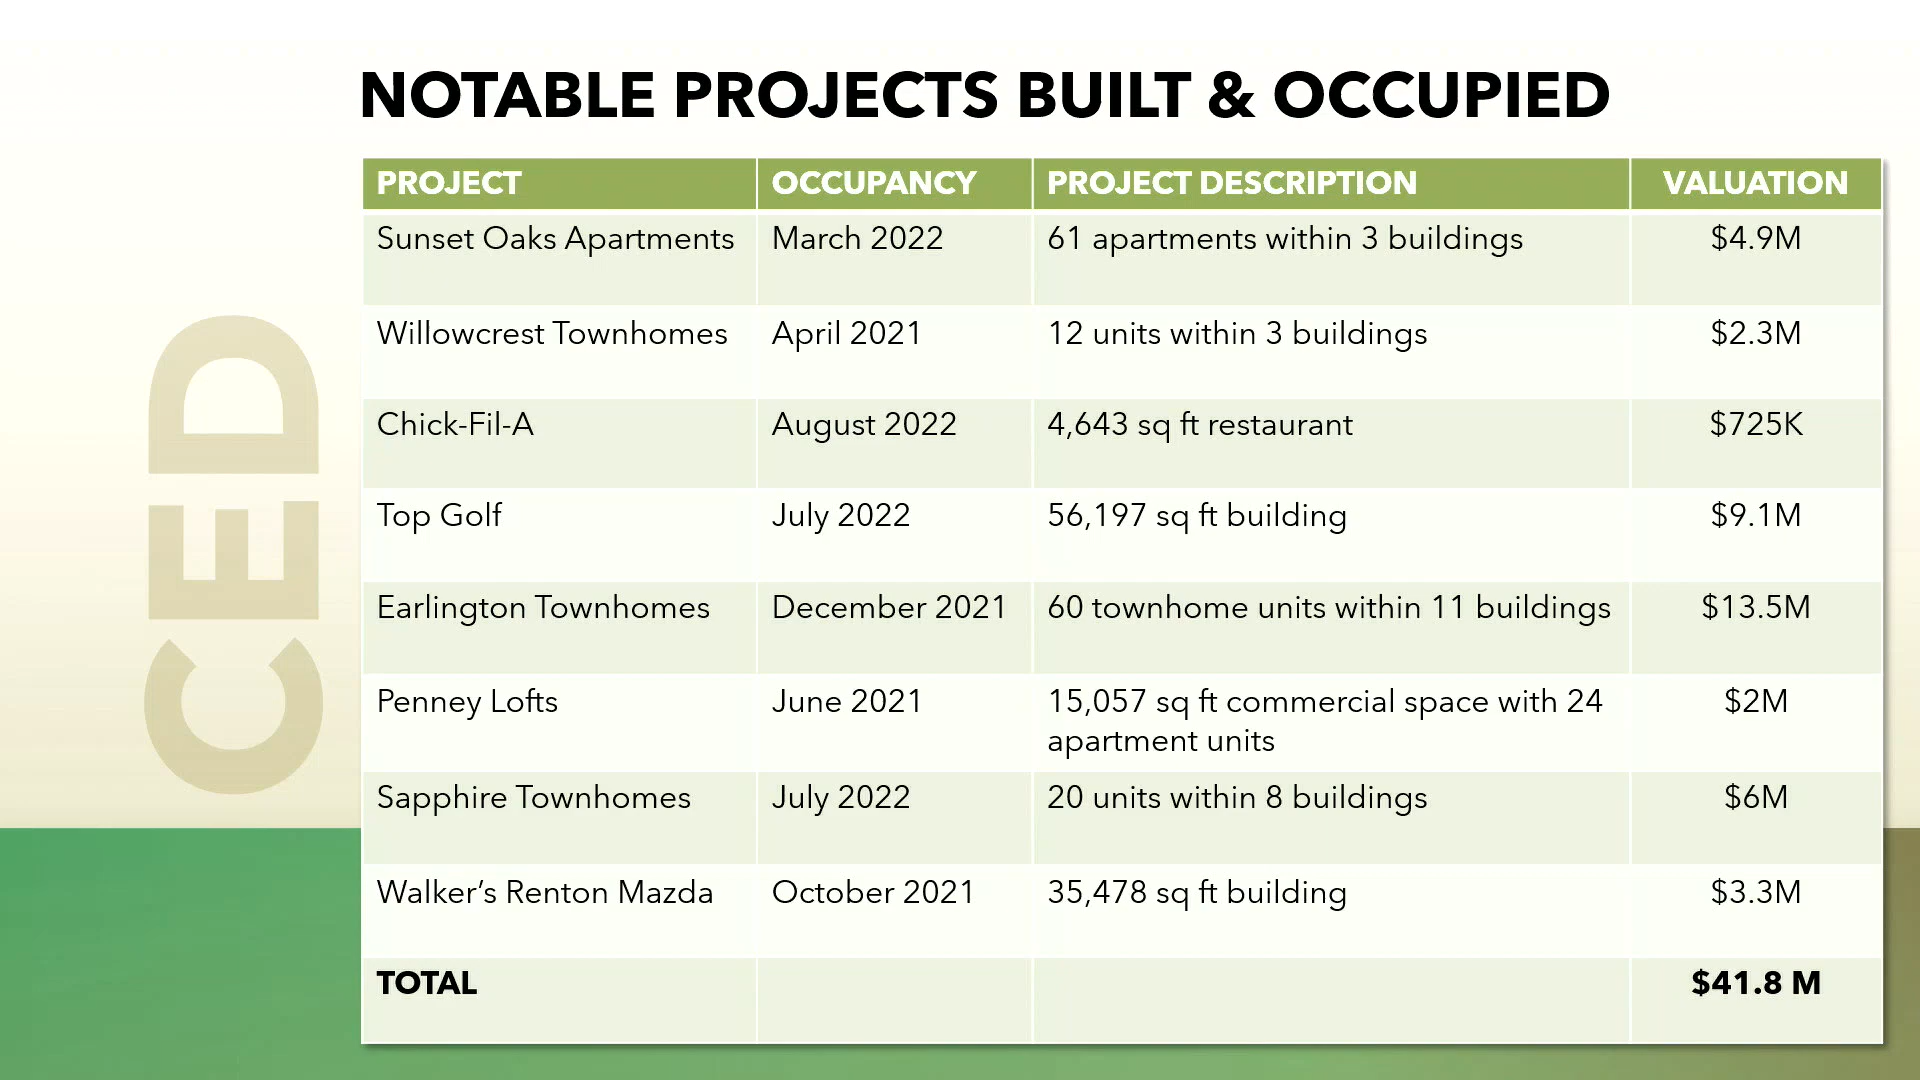 NOTABLE PROJECTS BUILT & OCCUPIED
CED
PROJECT OCCUPANCY PROJECT DESCRIPTION VALUATION
Sunset Oaks Apartments March 2022 61 apartments within 3 buildings $4.9M
Willowcrest Townhomes April 2021 12 units within 3 buildings $2.3M
Chick-Fil-A August 2022 4,643 sq ft restaurant $725K
Top Golf July 2022 56,197 sq ft building $9.1M
Earlington Townhomes December 2021 60 townhome units within 11 buildings $13.5M
Penney Lofts June 2021 15,057 sq ft commercial space with 24 $2M
apartment units
Sapphire Townhomes July 2022 20 units within 8 buildings $6M
Walker’s Renton Mazda October 2021 35,478 sq ft building $3.3M
TOTAL $41.8 M